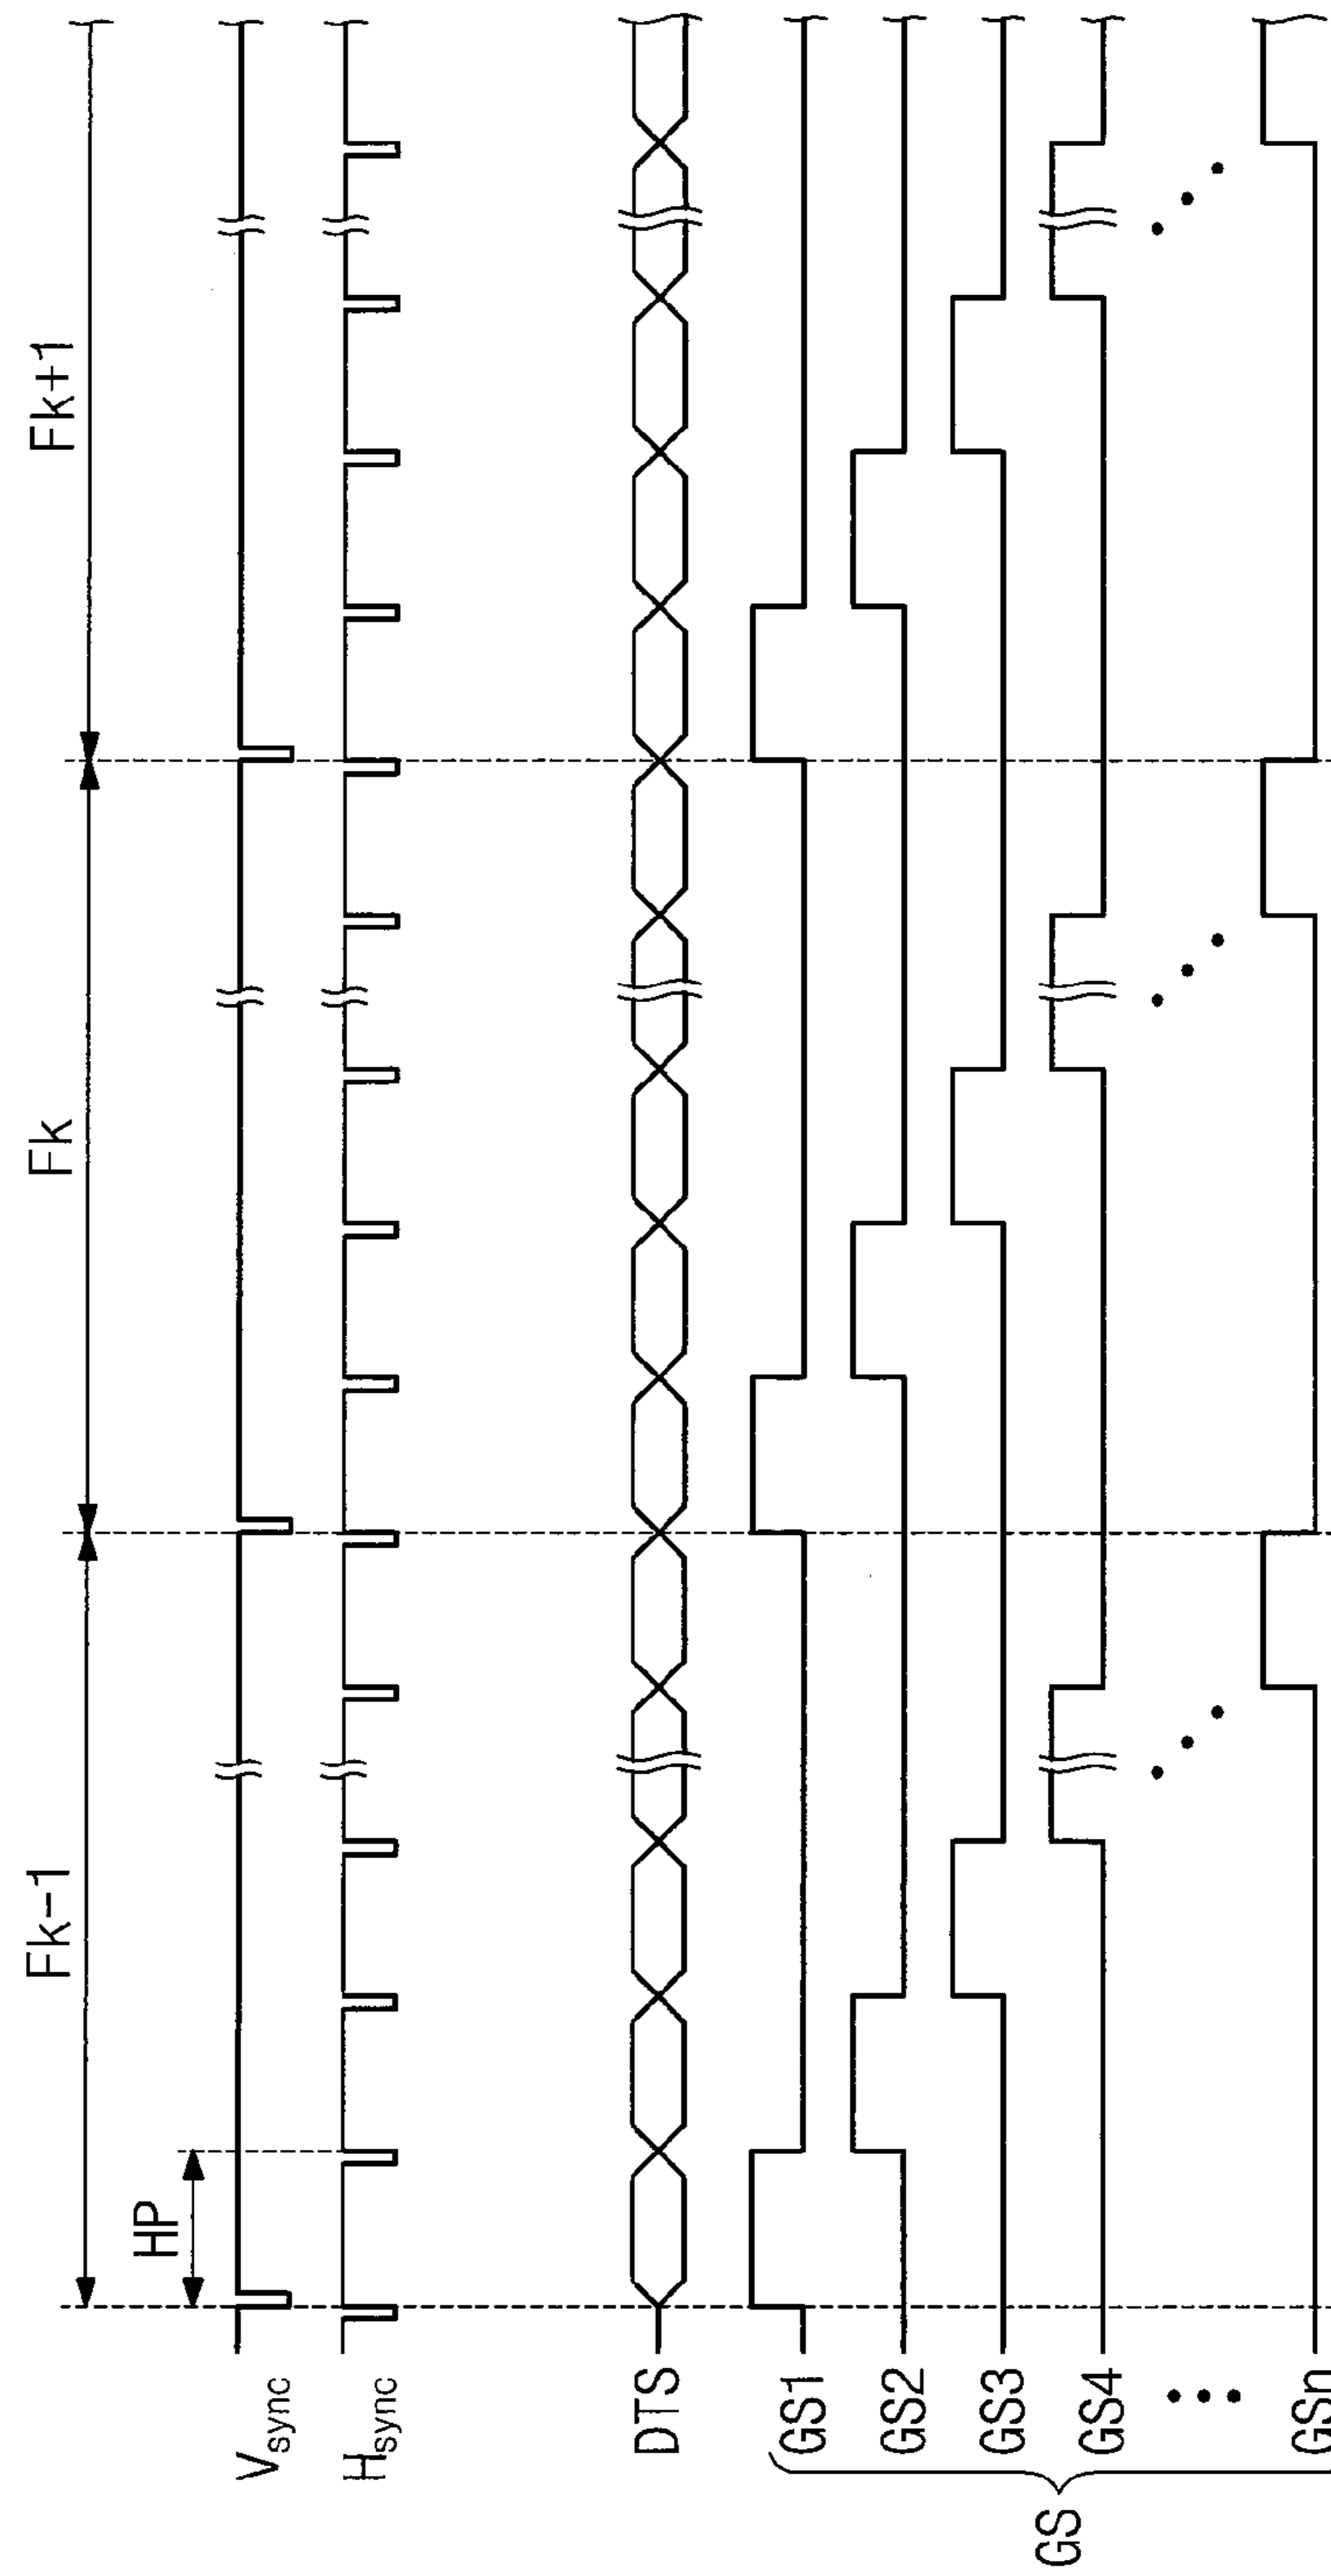 Fk-1
Fk
Fk+1
HP
Vsync
Hsync
DTS
GS
GS1
GS2
GS3
GS4
GSn